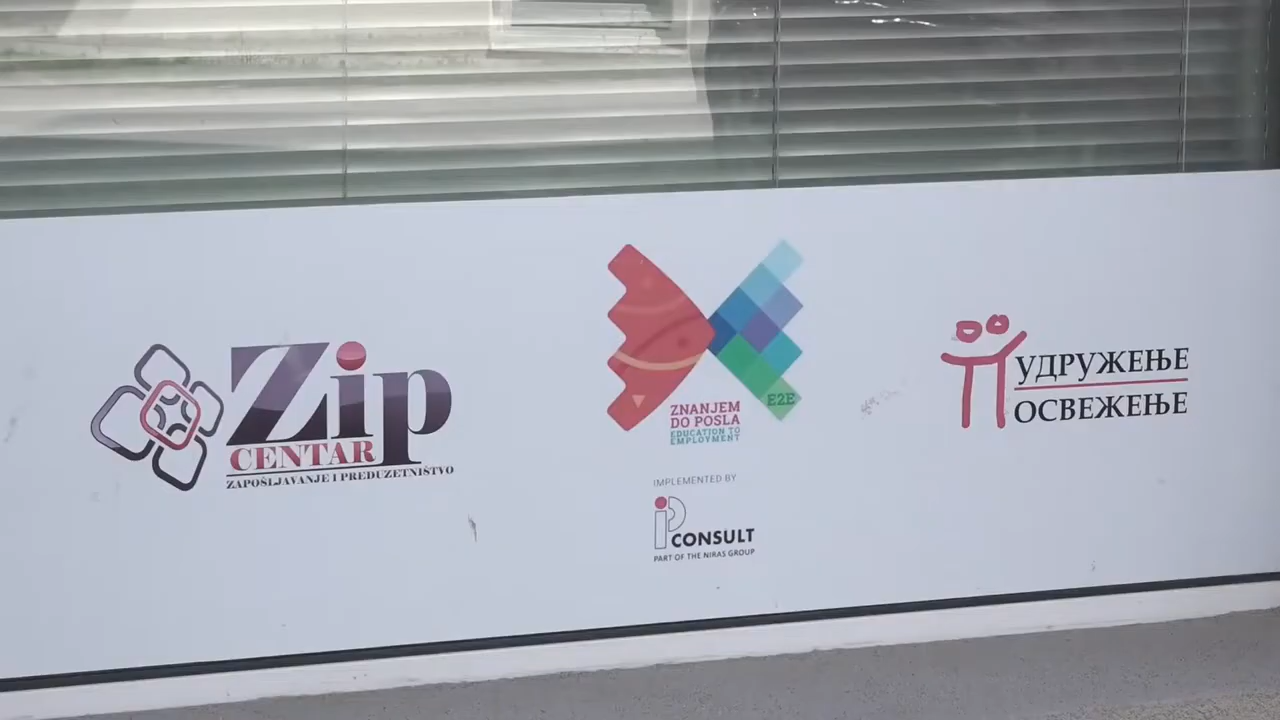 Zip
CENTAR
ZAPOŠLJAVANJE I PREDUZETNIŠTVO
ZNANJEM
DO POSLA
EDUCATION TO
EMPLOYMENT
E2E
IMPLEMENTED BY
IP
CONSULT
PART OF THE NIRAS GROUP
УДРУЖЕЊЕ
ОСВЕЖЕЊЕ